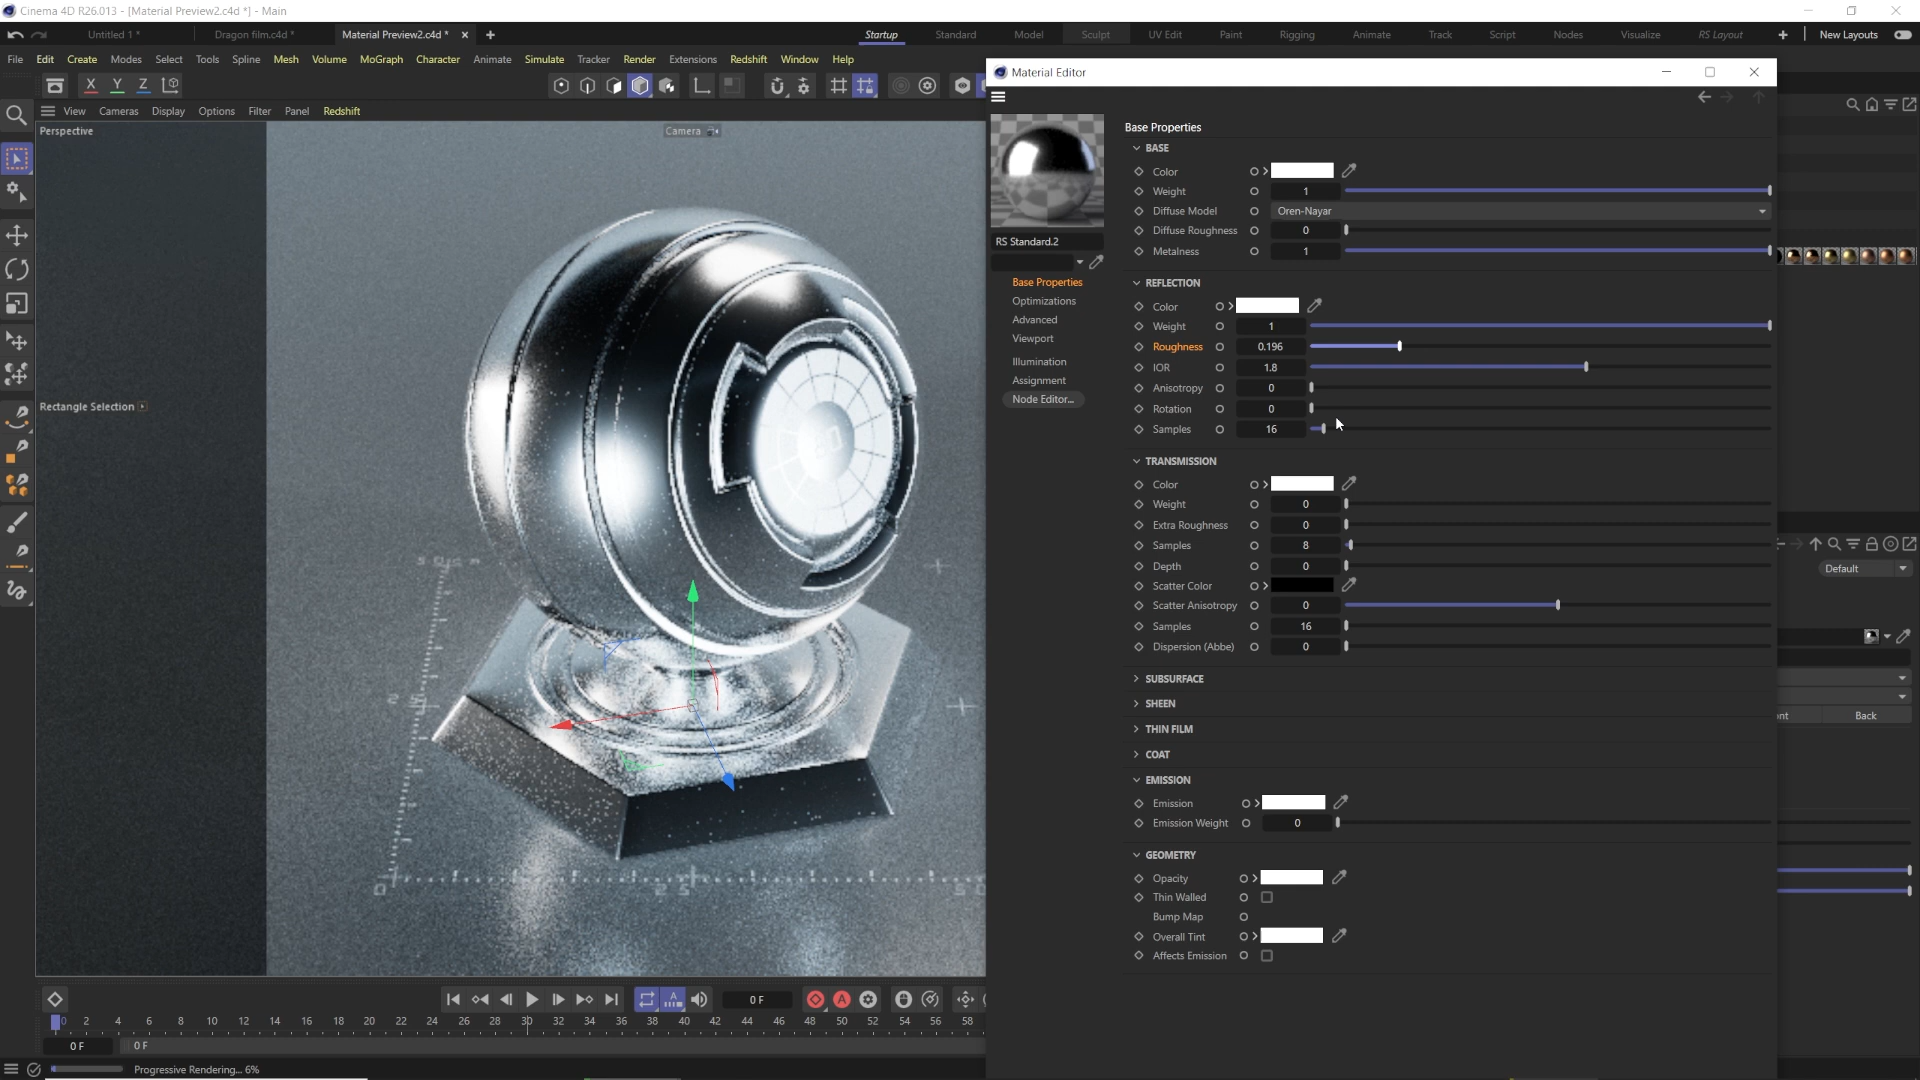 Cinema 4D R26.013 - [Material Preview2.c4d *] - Main
Untitled 1 *
Dragon film.c4d *
Material Preview2.c4d *
Startup
Standard
Model
Sculpt
UV Edit
Paint
Rigging
Animate
Track
Script
Nodes
Visualize
RS Layout
New Layouts
File Edit Create Modes Select Tools Spline Mesh Volume MoGraph Character Animate Simulate Tracker Render Extensions Redshift Window Help
Material Editor
X Y Z
View Cameras Display Options Filter Panel Redshift
Perspective
Camera
Rectangle Selection
RS Standard.2
Base Properties
Optimizations
Advanced
Viewport
Illumination
Assignment
Node Editor...
Base Properties
BASE
Color
Weight 1
Diffuse Model Oren-Nayar
Diffuse Roughness 0
Metalness 1
REFLECTION
Color
Weight 1
Roughness 0.196
IOR 1.8
Anisotropy 0
Rotation 0
Samples 16
TRANSMISSION
Color
Weight 0
Extra Roughness 0
Samples 8
Depth 0
Scatter Color
Scatter Anisotropy 0
Samples 16
Dispersion (Abbe) 0
SUBSURFACE
SHEEN
THIN FILM
COAT
EMISSION
Emission
Emission Weight 0
GEOMETRY
Opacity
Thin Walled
Bump Map
Overall Tint
Affects Emission
Default
ont
Back
0 F
0 2 4 6 8 10 12 14 16 18 20 22 24 26 28 30 32 34 36 38 40 42 44 46 48 50 52 54 56 58
0 F
0 F
Progressive Rendering... 6%